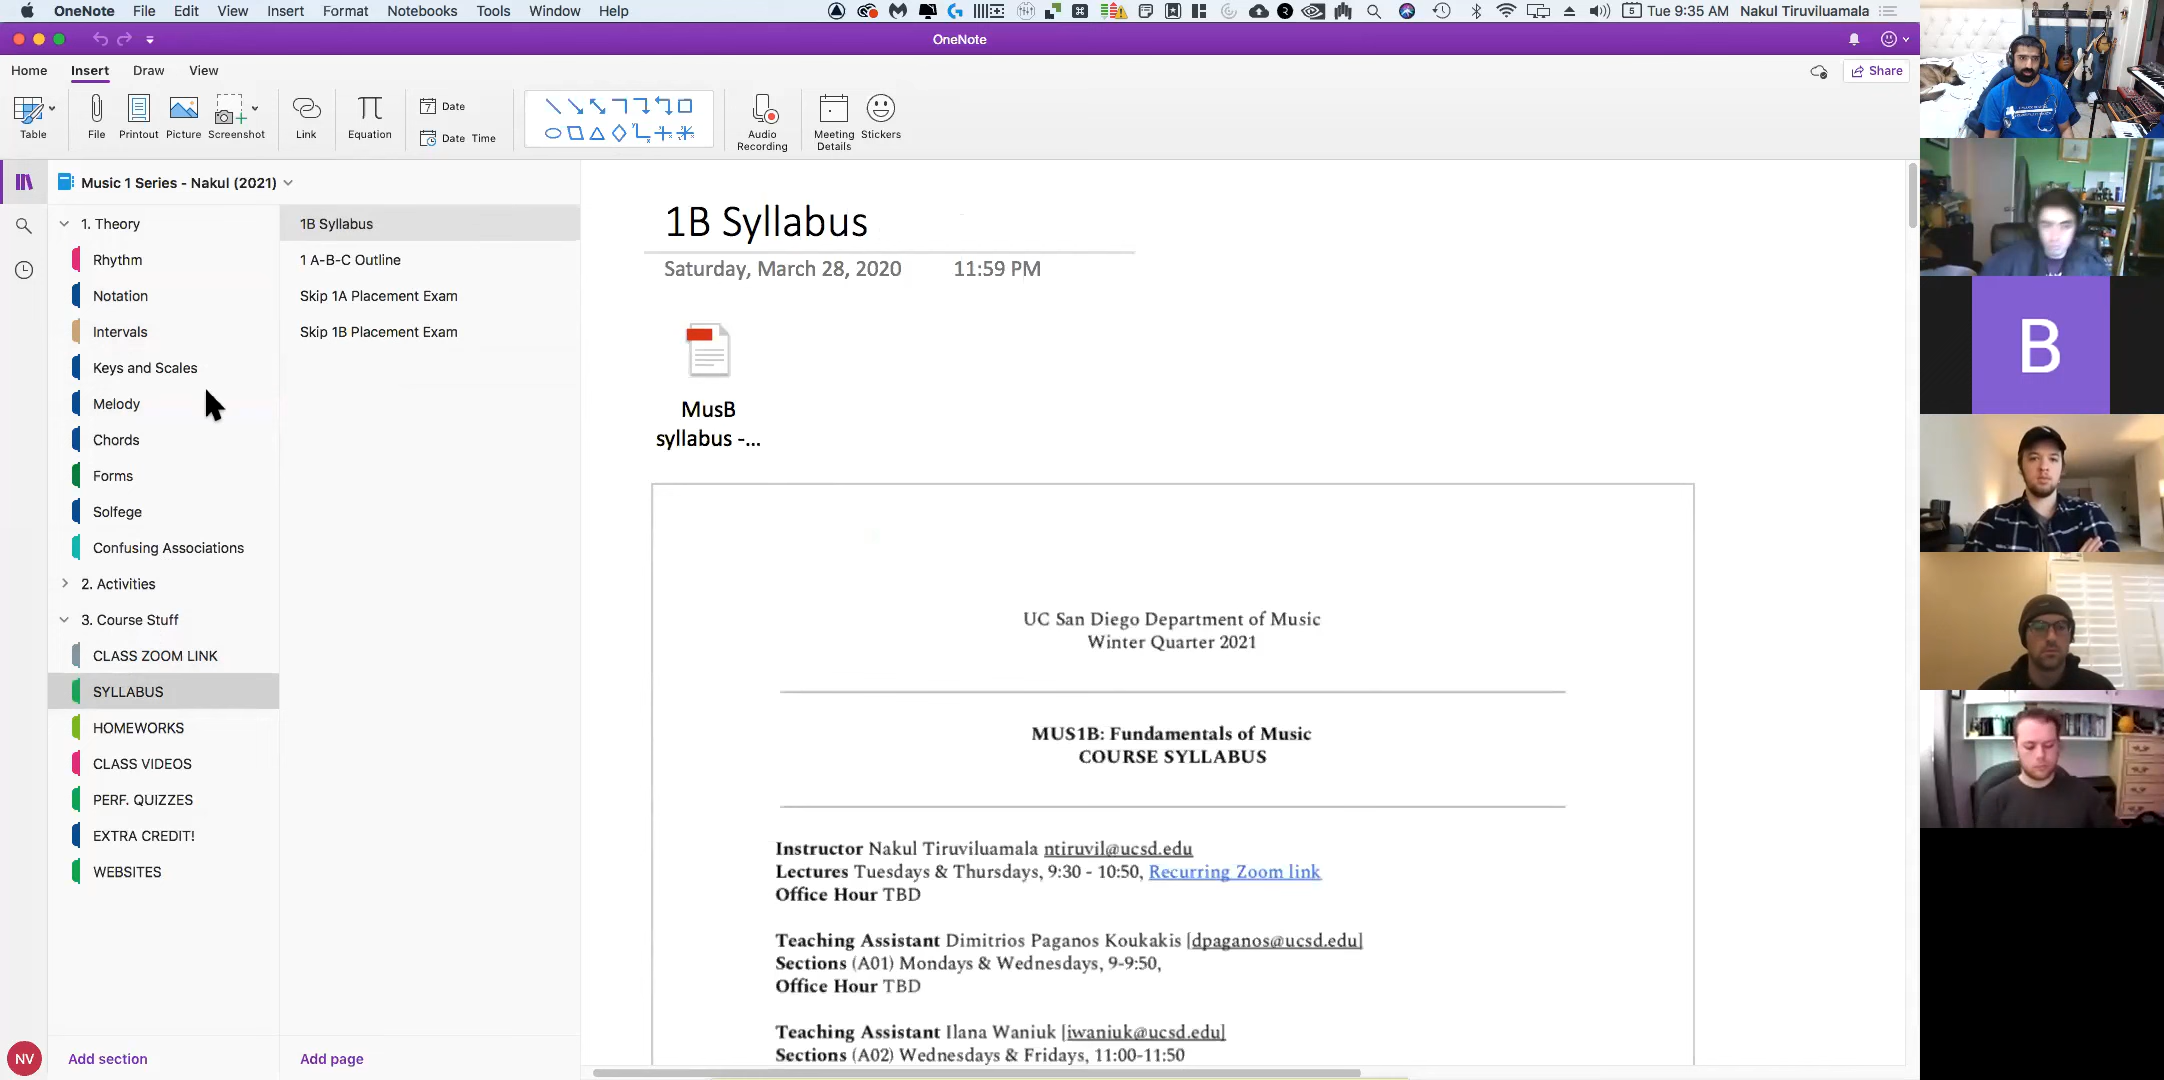 OneNote File Edit View Insert Format Notebooks Tools Window Help
Tue 9:35 AM Nakul Tiruviluamala
OneNote
Home Insert Draw View
Share
Table
File
Printout
Picture
Screenshot
Link
Equation
7 Date
Date Time
Audio Recording
Meeting Details
Stickers
Music 1 Series - Nakul (2021)
1. Theory
Rhythm
Notation
Intervals
Keys and Scales
Melody
Chords
Forms
Solfege
Confusing Associations
2. Activities
3. Course Stuff
CLASS ZOOM LINK
SYLLABUS
HOMEWORKS
CLASS VIDEOS
PERF. QUIZZES
EXTRA CREDIT!
WEBSITES
NV
Add section
1B Syllabus
1 A-B-C Outline
Skip 1A Placement Exam
Skip 1B Placement Exam
Add page
1B Syllabus
Saturday, March 28, 2020 11:59 PM
MusB
syllabus -...
UC San Diego Department of Music
Winter Quarter 2021
MUS1B: Fundamentals of Music
COURSE SYLLABUS
Instructor Nakul Tiruviluamala ntiruvil@ucsd.edu
Lectures Tuesdays & Thursdays, 9:30 - 10:50, Recurring Zoom link
Office Hour TBD
Teaching Assistant Dimitrios Paganos Koukakis [dpaganos@ucsd.edu]
Sections (A01) Mondays & Wednesdays, 9-9:50,
Office Hour TBD
Teaching Assistant Ilana Waniuk [iwaniuk@ucsd.edu]
Sections (A02) Wednesdays & Fridays, 11:00-11:50
B